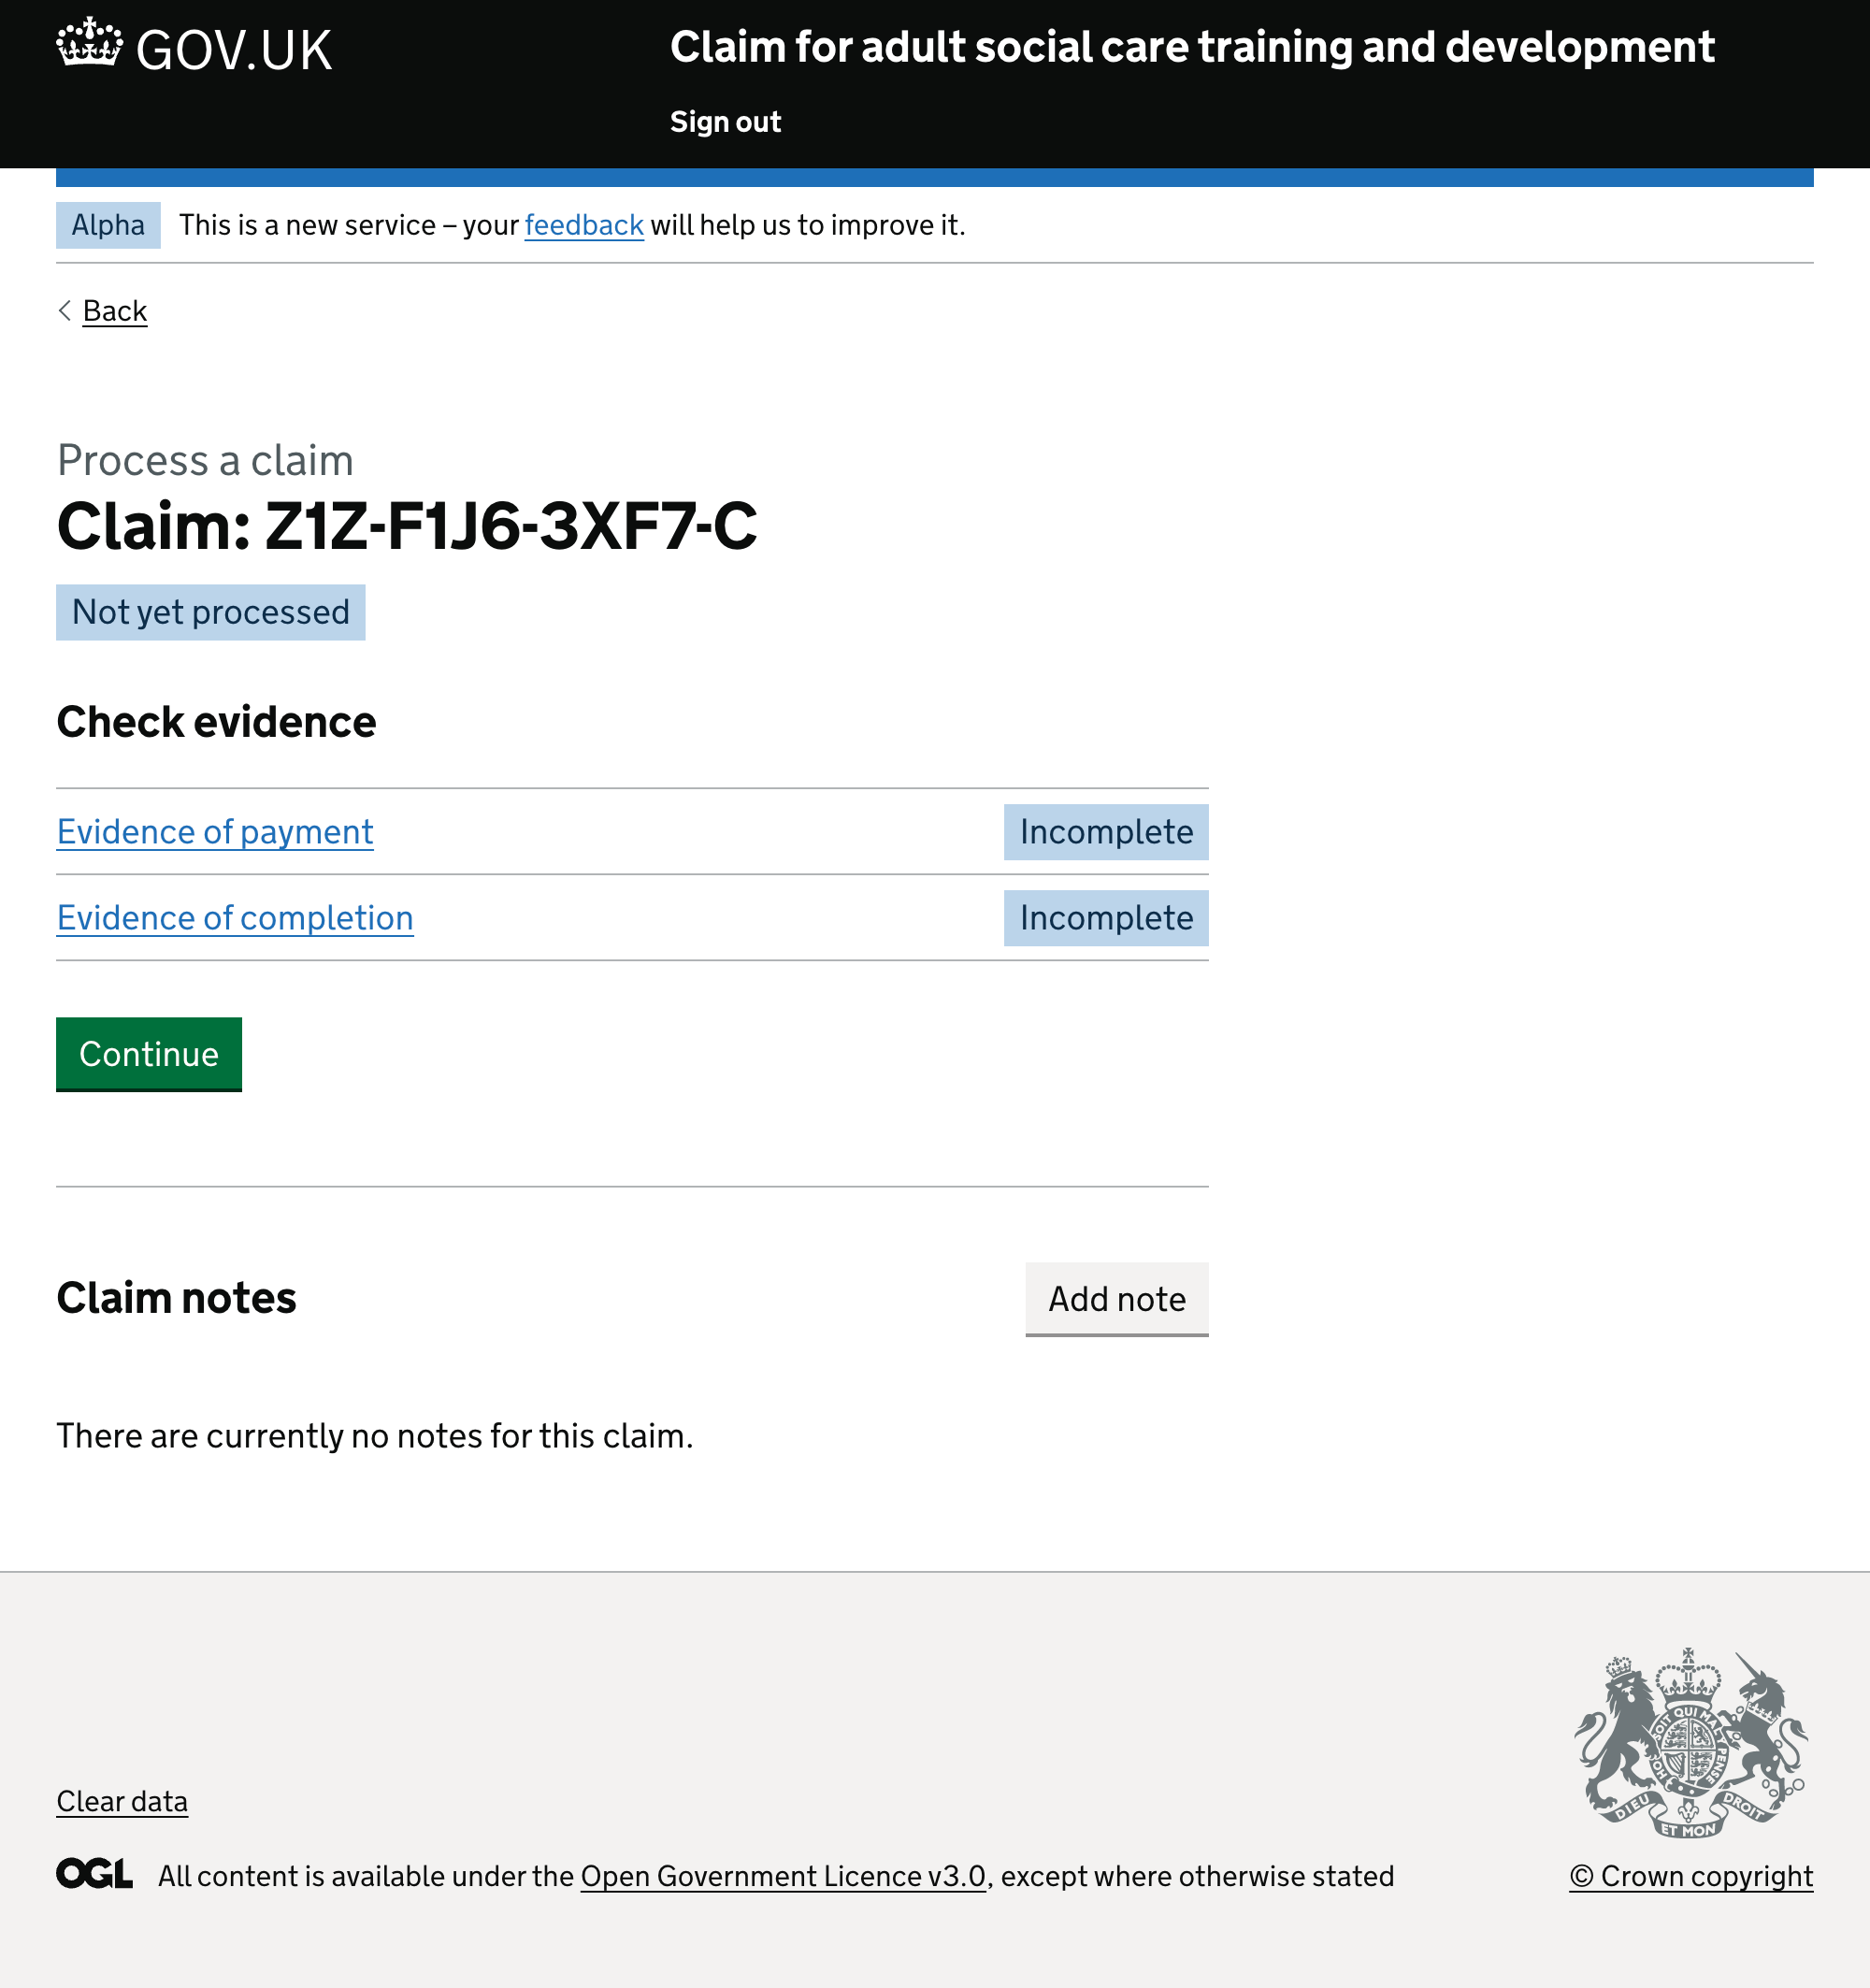 GOV.UK
Claim for adult social care training and development
Sign out
Alpha
This is a new service – your feedback will help us to improve it.
Back
Process a claim
Claim: Z1Z-F1J6-3XF7-C
Not yet processed
Check evidence
Evidence of payment
Incomplete
Evidence of completion
Incomplete
Continue
Claim notes
Add note
There are currently no notes for this claim.
Clear data
OGL All content is available under the Open Government Licence v3.0, except where otherwise stated
DIEU ET MON DROIT
© Crown copyright